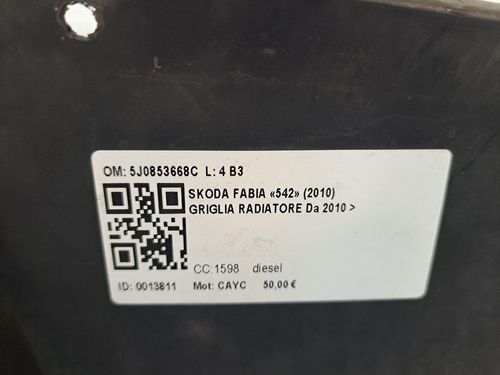 OM: 5J0853668C L: 4 B3
SKODA FABIA «542» (2010)
GRIGLIA RADIATORE Da 2010 >
CC:1598 diesel
ID: 0013811 Mot: CAYC 50,00 €